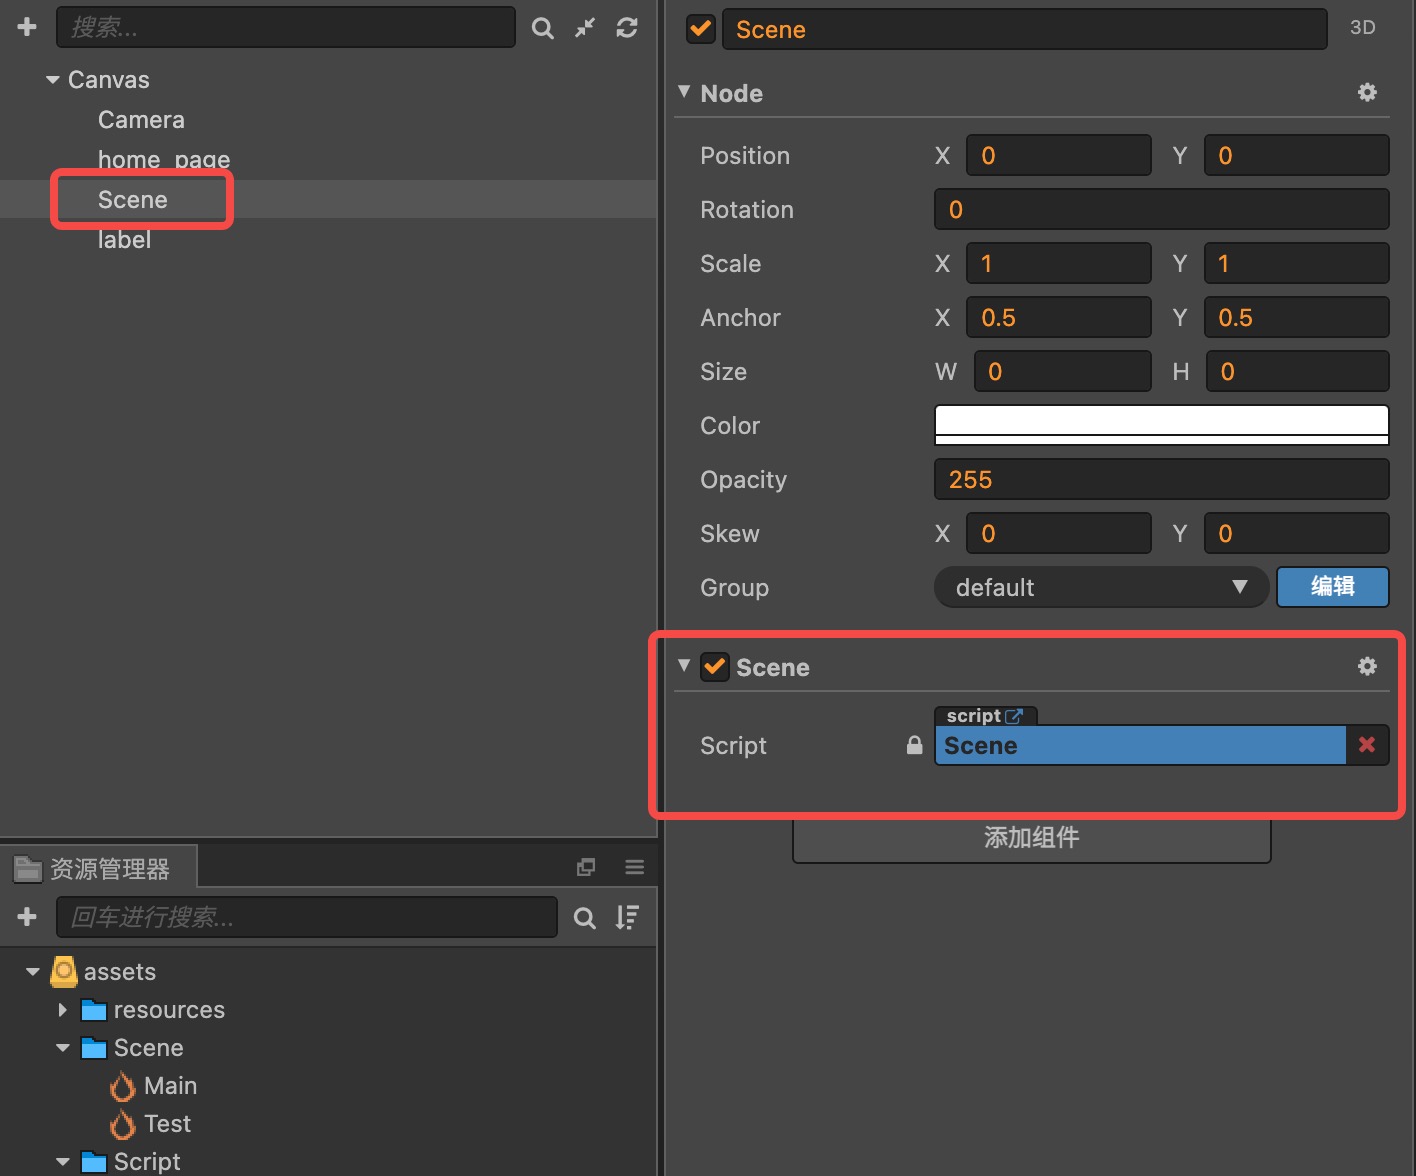 搜索...
Canvas
Camera
home_page
Scene
label
资源管理器
回车进行搜索...
assets
resources
Scene
Main
Test
Script
Scene 3D
Node
Position X 0 Y 0
Rotation 0
Scale X 1 Y 1
Anchor X 0.5 Y 0.5
Size W 0 H 0
Color
Opacity 255
Skew X 0 Y 0
Group default 编辑
Scene
script
Script Scene
添加组件